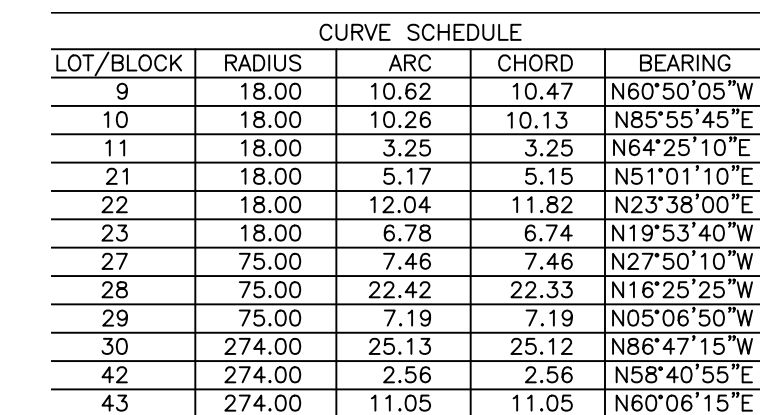 CURVE SCHEDULE
LOT/BLOCK RADIUS ARC CHORD BEARING
9 18.00 10.62 10.47 N60°50'05"W
10 18.00 10.26 10.13 N85°55'45"E
11 18.00 3.25 3.25 N64°25'10"E
21 18.00 5.17 5.15 N51°01'10"E
22 18.00 12.04 11.82 N23°38'00"E
23 18.00 6.78 6.74 N19°53'40"W
27 75.00 7.46 7.46 N27°50'10"W
28 75.00 22.42 22.33 N16°25'25"W
29 75.00 7.19 7.19 N05°06'50"W
30 274.00 25.13 25.12 N86°47'15"W
42 274.00 2.56 2.56 N58°40'55"E
43 274.00 11.05 11.05 N60°06'15"E